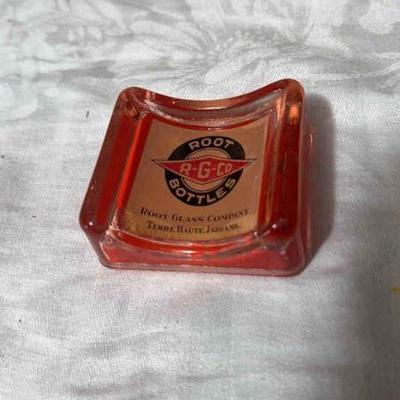 ROOT
R-G-CO
BOTTLES
ROOT GLASS COMPANY
TERRE HAUTE, INDIANA.